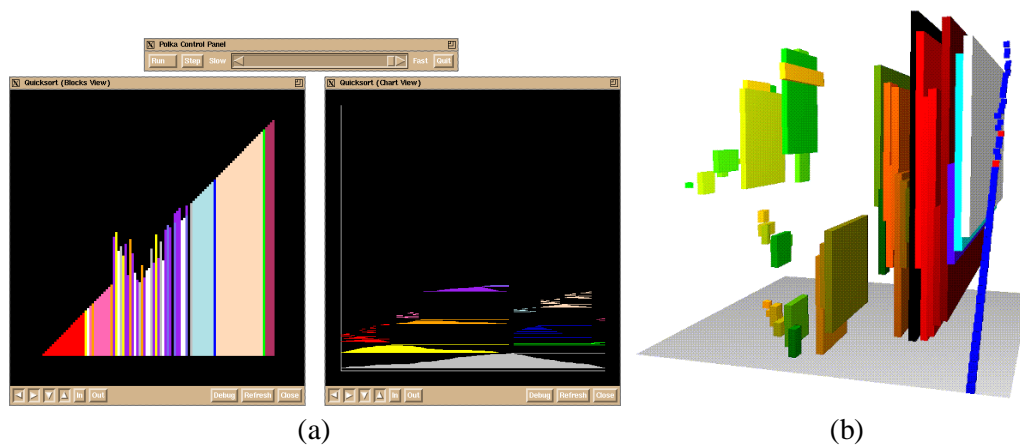 Polka Control Panel
Run Step Slow Fast Quit
Quicksort (Blocks View)
Quicksort (Chart View)
In Out Debug Refresh Close
In Out Debug Refresh Close
(a)
(b)